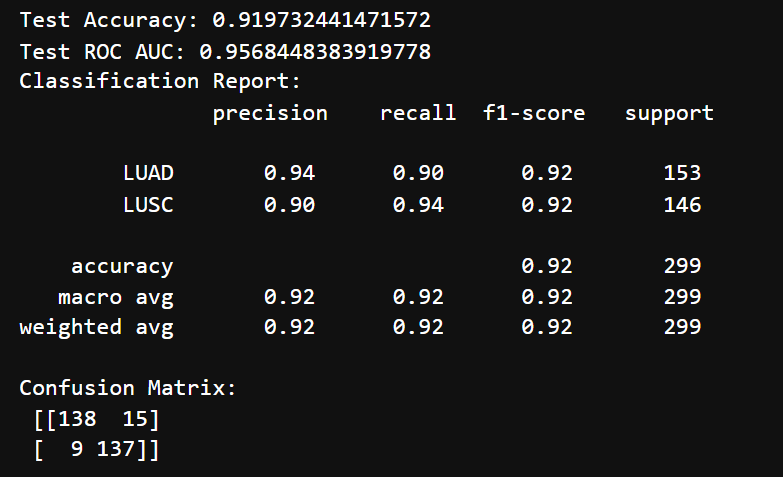 Test Accuracy: 0.919732441471572
Test ROC AUC: 0.9568448383919778
Classification Report:
precision recall f1-score support
LUAD 0.94 0.90 0.92 153
LUSC 0.90 0.94 0.92 146
accuracy 0.92 299
macro avg 0.92 0.92 0.92 299
weighted avg 0.92 0.92 0.92 299
Confusion Matrix:
[[138 15]
[ 9 137]]